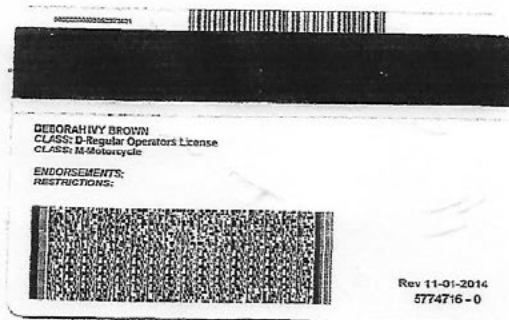 DEBORAH IVY BROWN
CLASS: D-Regular Operators License
CLASS: M-Motorcycle
ENDORSEMENTS:
RESTRICTIONS:
Rev 11-01-2014
5774716-0